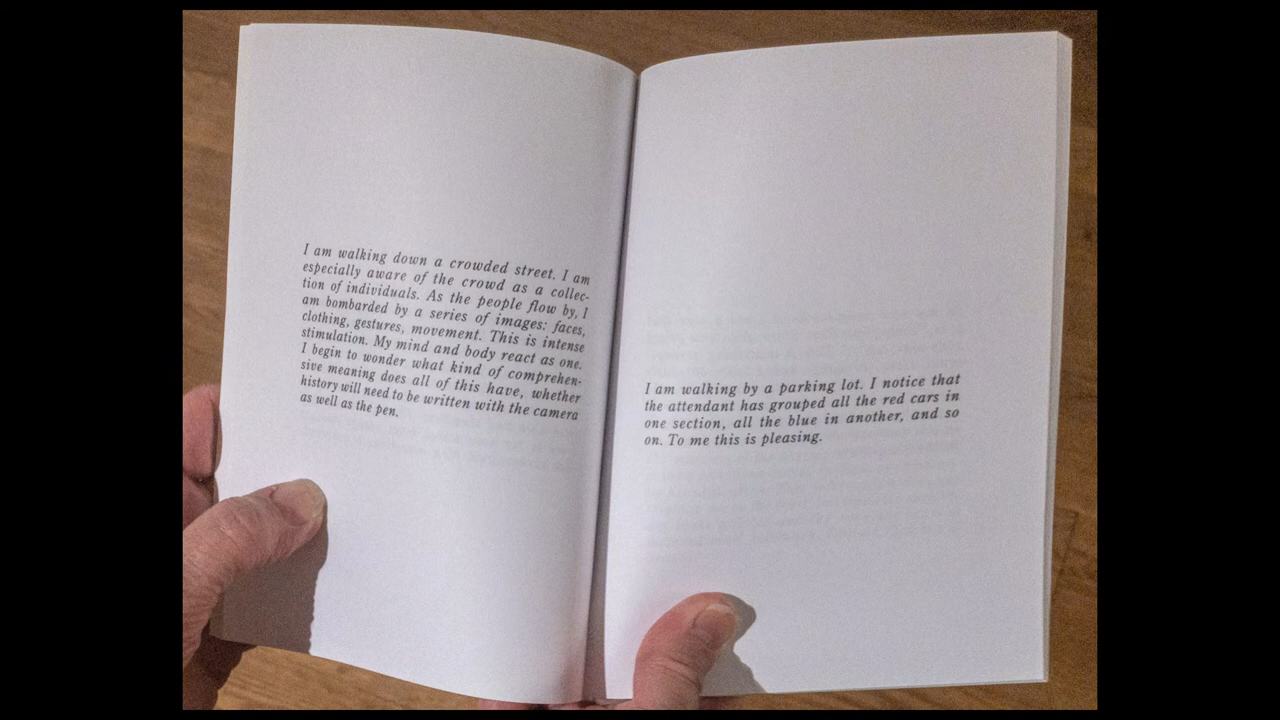 I am walking down a crowded street. I am
especially aware of the crowd as a collec-
tion of individuals. As the people flow by, I
am bombarded by a series of images: faces,
clothing, gestures, movement. This is intense
stimulation. My mind and body react as one.
I begin to wonder what kind of comprehen-
sive meaning does all of this have, whether
history will need to be written with the camera
as well as the pen.
I am walking by a parking lot. I notice that
the attendant has grouped all the red cars in
one section, all the blue in another, and so
on. To me this is pleasing.